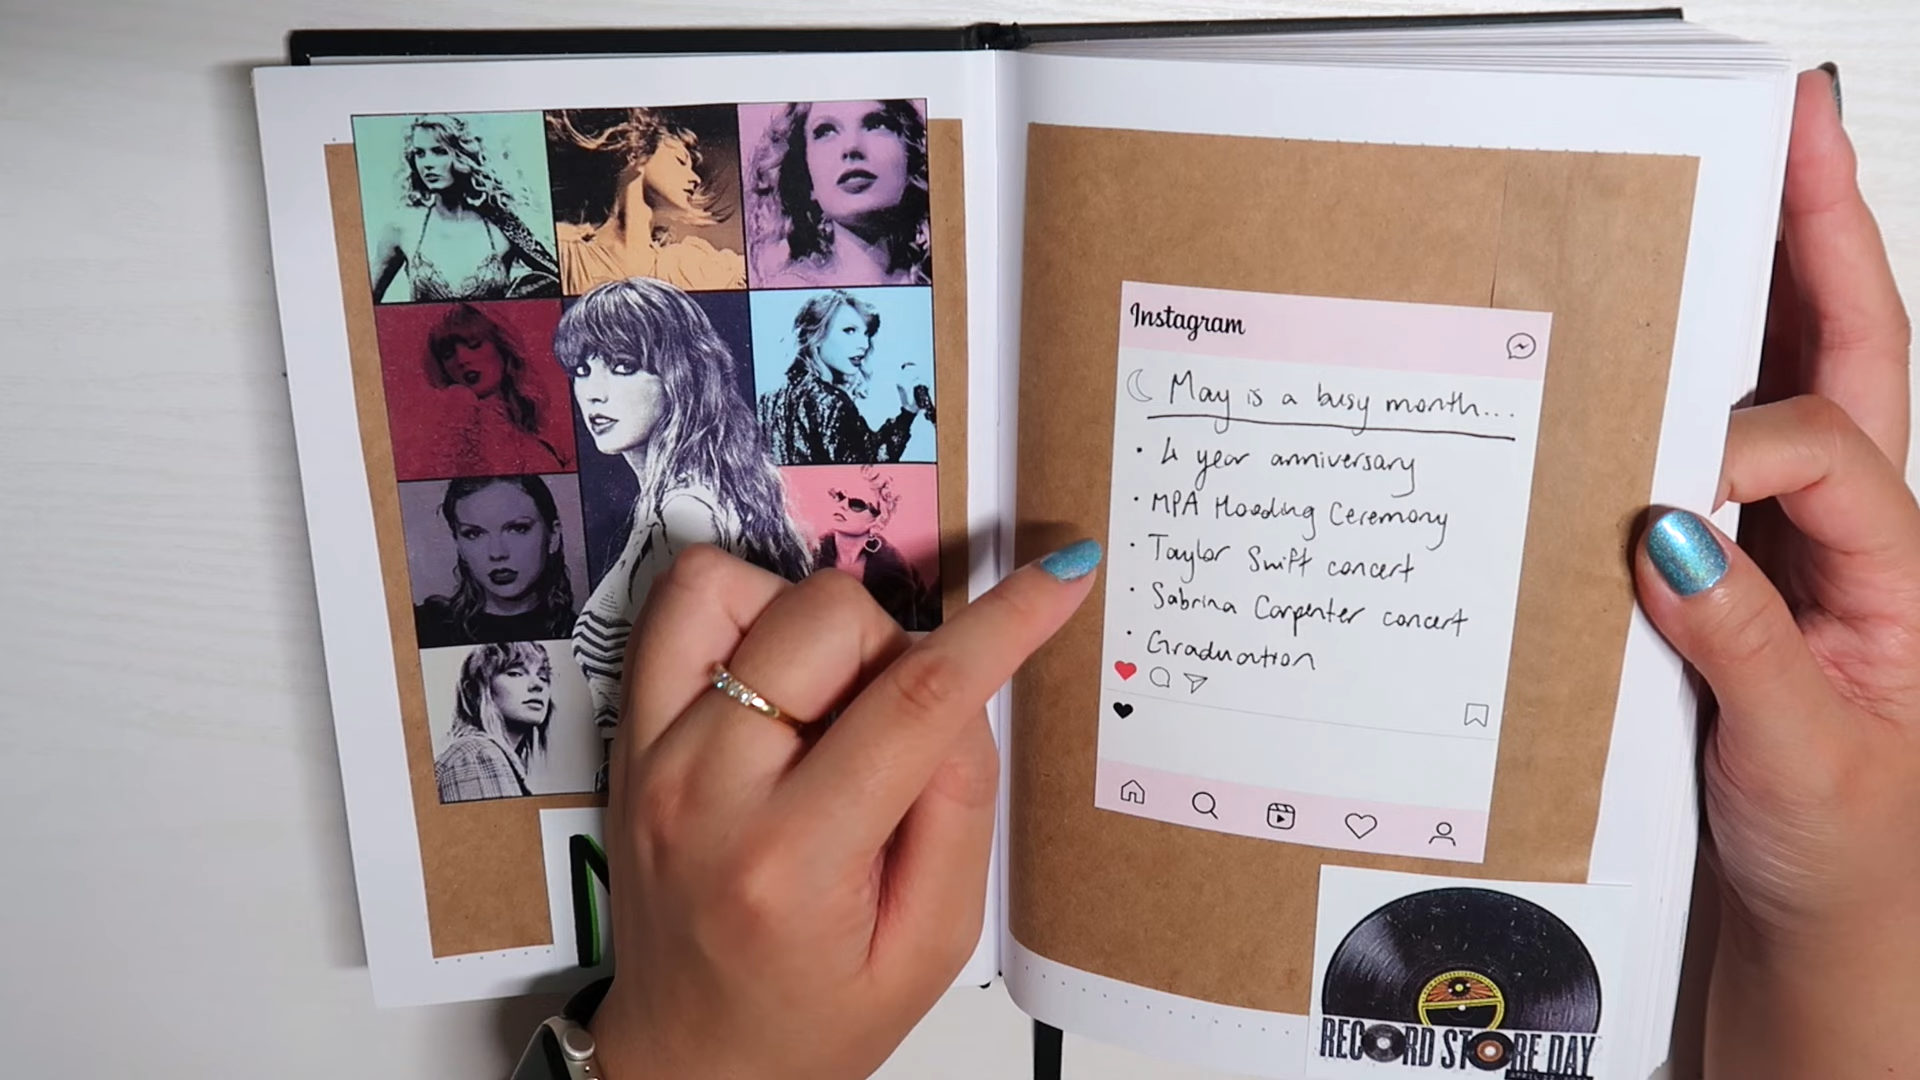 Instagram
May is a busy month...
• 4 year anniversary
• MPA Hooding Ceremony
• Taylor Swift concert
• Sabrina Carpenter concert
• Graduation
RECORD STORE DAY